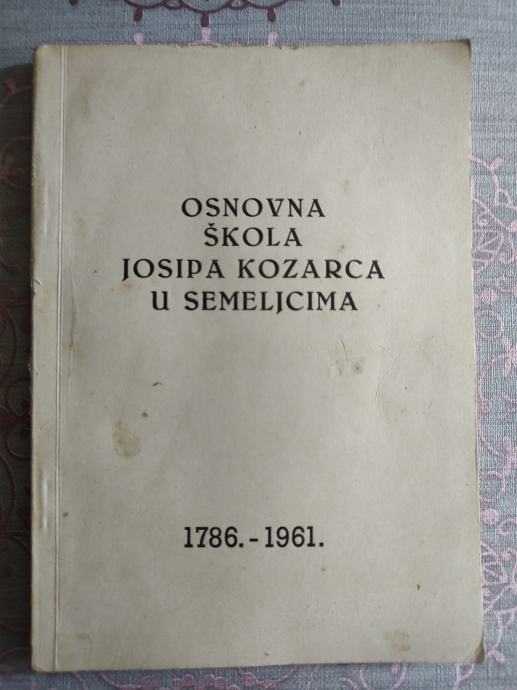 OSNOVNA
ŠKOLA
JOSIPA KOZARCA
U SEMELJCIMA
1786.-1961.